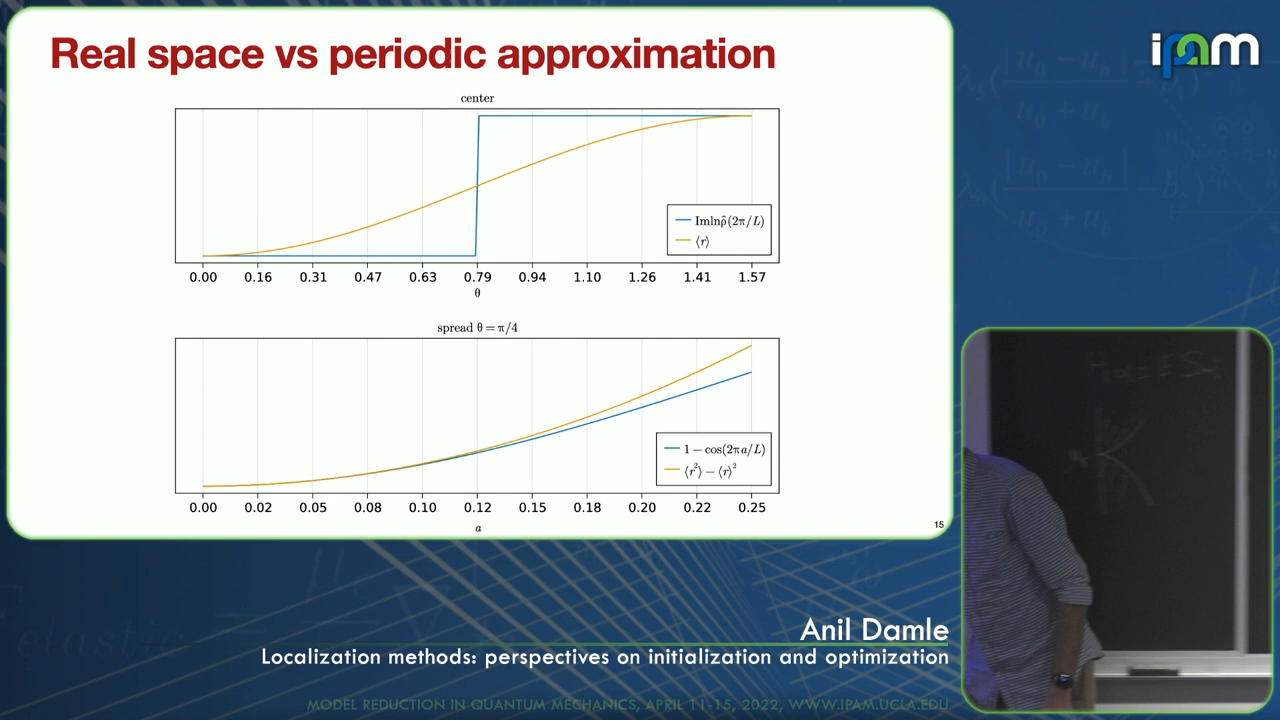 Real space vs periodic approximation
ipam
center
Imlnρ̂(2π/L)
⟨r⟩
0.00 0.16 0.31 0.47 0.63 0.79 0.94 1.10 1.26 1.41 1.57
θ
spread θ = π/4
1 − cos(2πa/L)
⟨r²⟩ − ⟨r⟩²
0.00 0.02 0.05 0.08 0.10 0.12 0.15 0.18 0.20 0.22 0.25
a
15
Anil Damle
Localization methods: perspectives on initialization and optimization
MODEL REDUCTION IN QUANTUM MECHANICS, APRIL 11-15, 2022, WWW.IPAM.UCLA.EDU
elastic